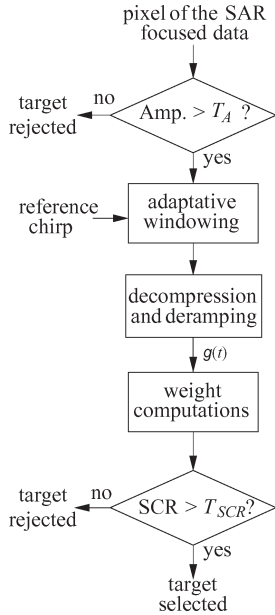 pixel of the SAR
focused data
no
Amp. > T_A ?
target
rejected
yes
reference
chirp
adaptative
windowing
decompression
and deramping
g(t)
weight
computations
no
SCR > T_SCR?
target
rejected
yes
target
selected